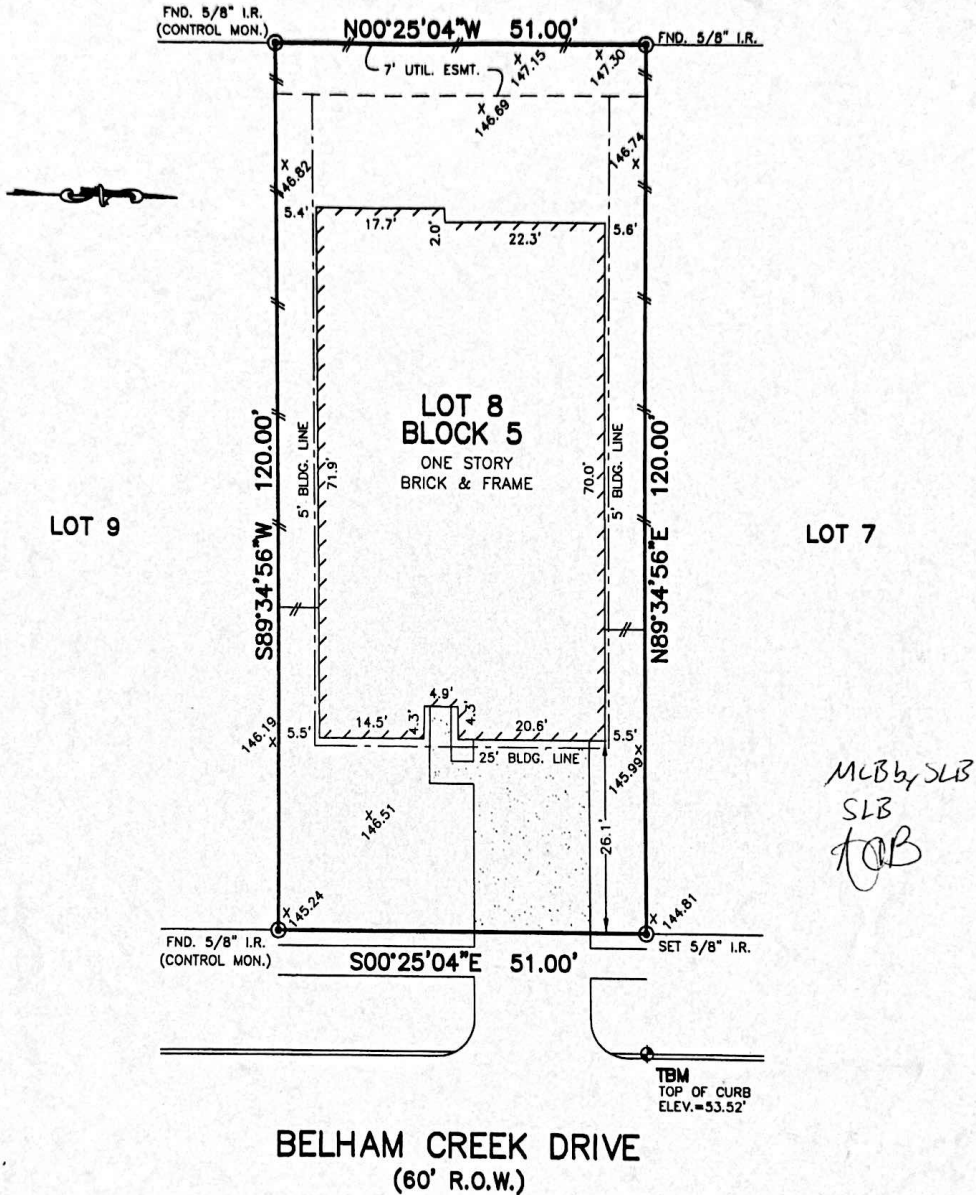 FND. 5/8" I.R.
(CONTROL MON.)
N00°25'04"W 51.00'
FND. 5/8" I.R.
7' UTIL. ESMT.
147.15
147.30
146.69
146.74
146.82
5.4'
17.7'
2.0'
22.3'
5.6'
LOT 8
BLOCK 5
ONE STORY
BRICK & FRAME
S89°34'56"W 120.00'
5' BLDG. LINE
71.9'
70.0'
5' BLDG. LINE
N89°34'56"E 120.00'
LOT 9
LOT 7
4.9'
14.5'
4.3'
4.3'
20.6'
146.19
5.5'
5.5'
25' BLDG. LINE
145.99
146.51
26.1'
MCB by SLB
SLB
145.24
144.81
FND. 5/8" I.R.
(CONTROL MON.)
S00°25'04"E 51.00'
SET 5/8" I.R.
TBM
TOP OF CURB
ELEV.=53.52'
BELHAM CREEK DRIVE
(60' R.O.W.)